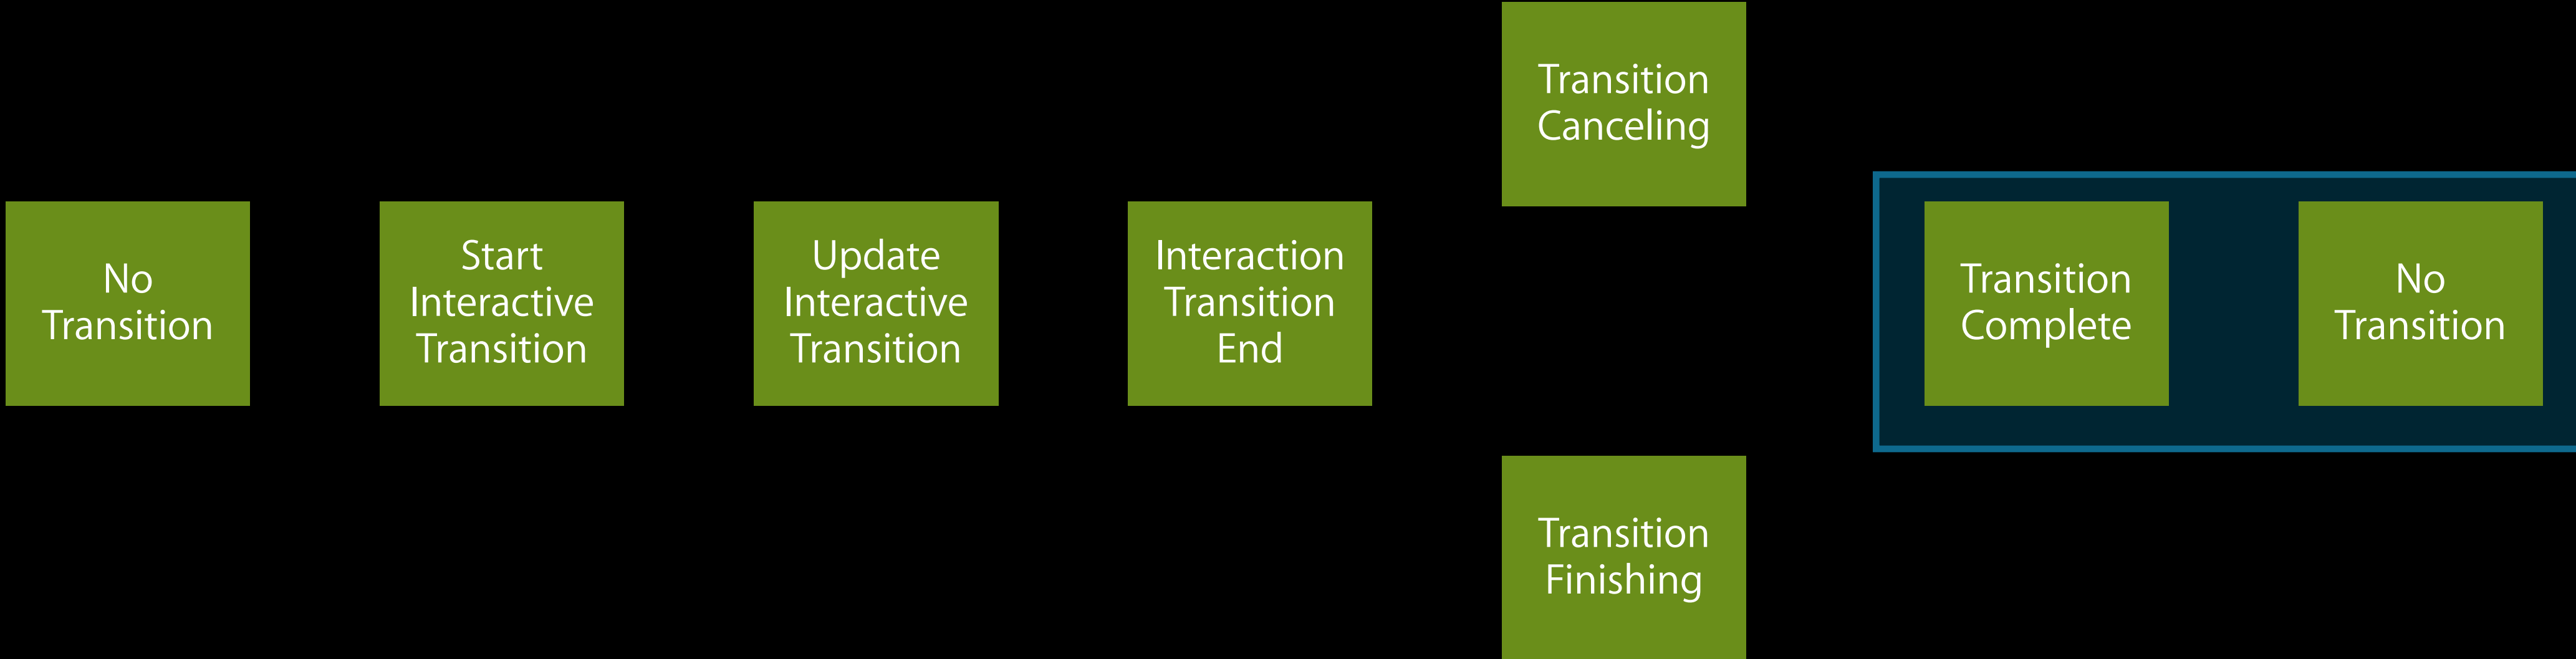 No
Transition
Start
Interactive
Transition
Update
Interactive
Transition
Interaction
Transition
End
Transition
Canceling
Transition
Finishing
Transition
Complete
No
Transition